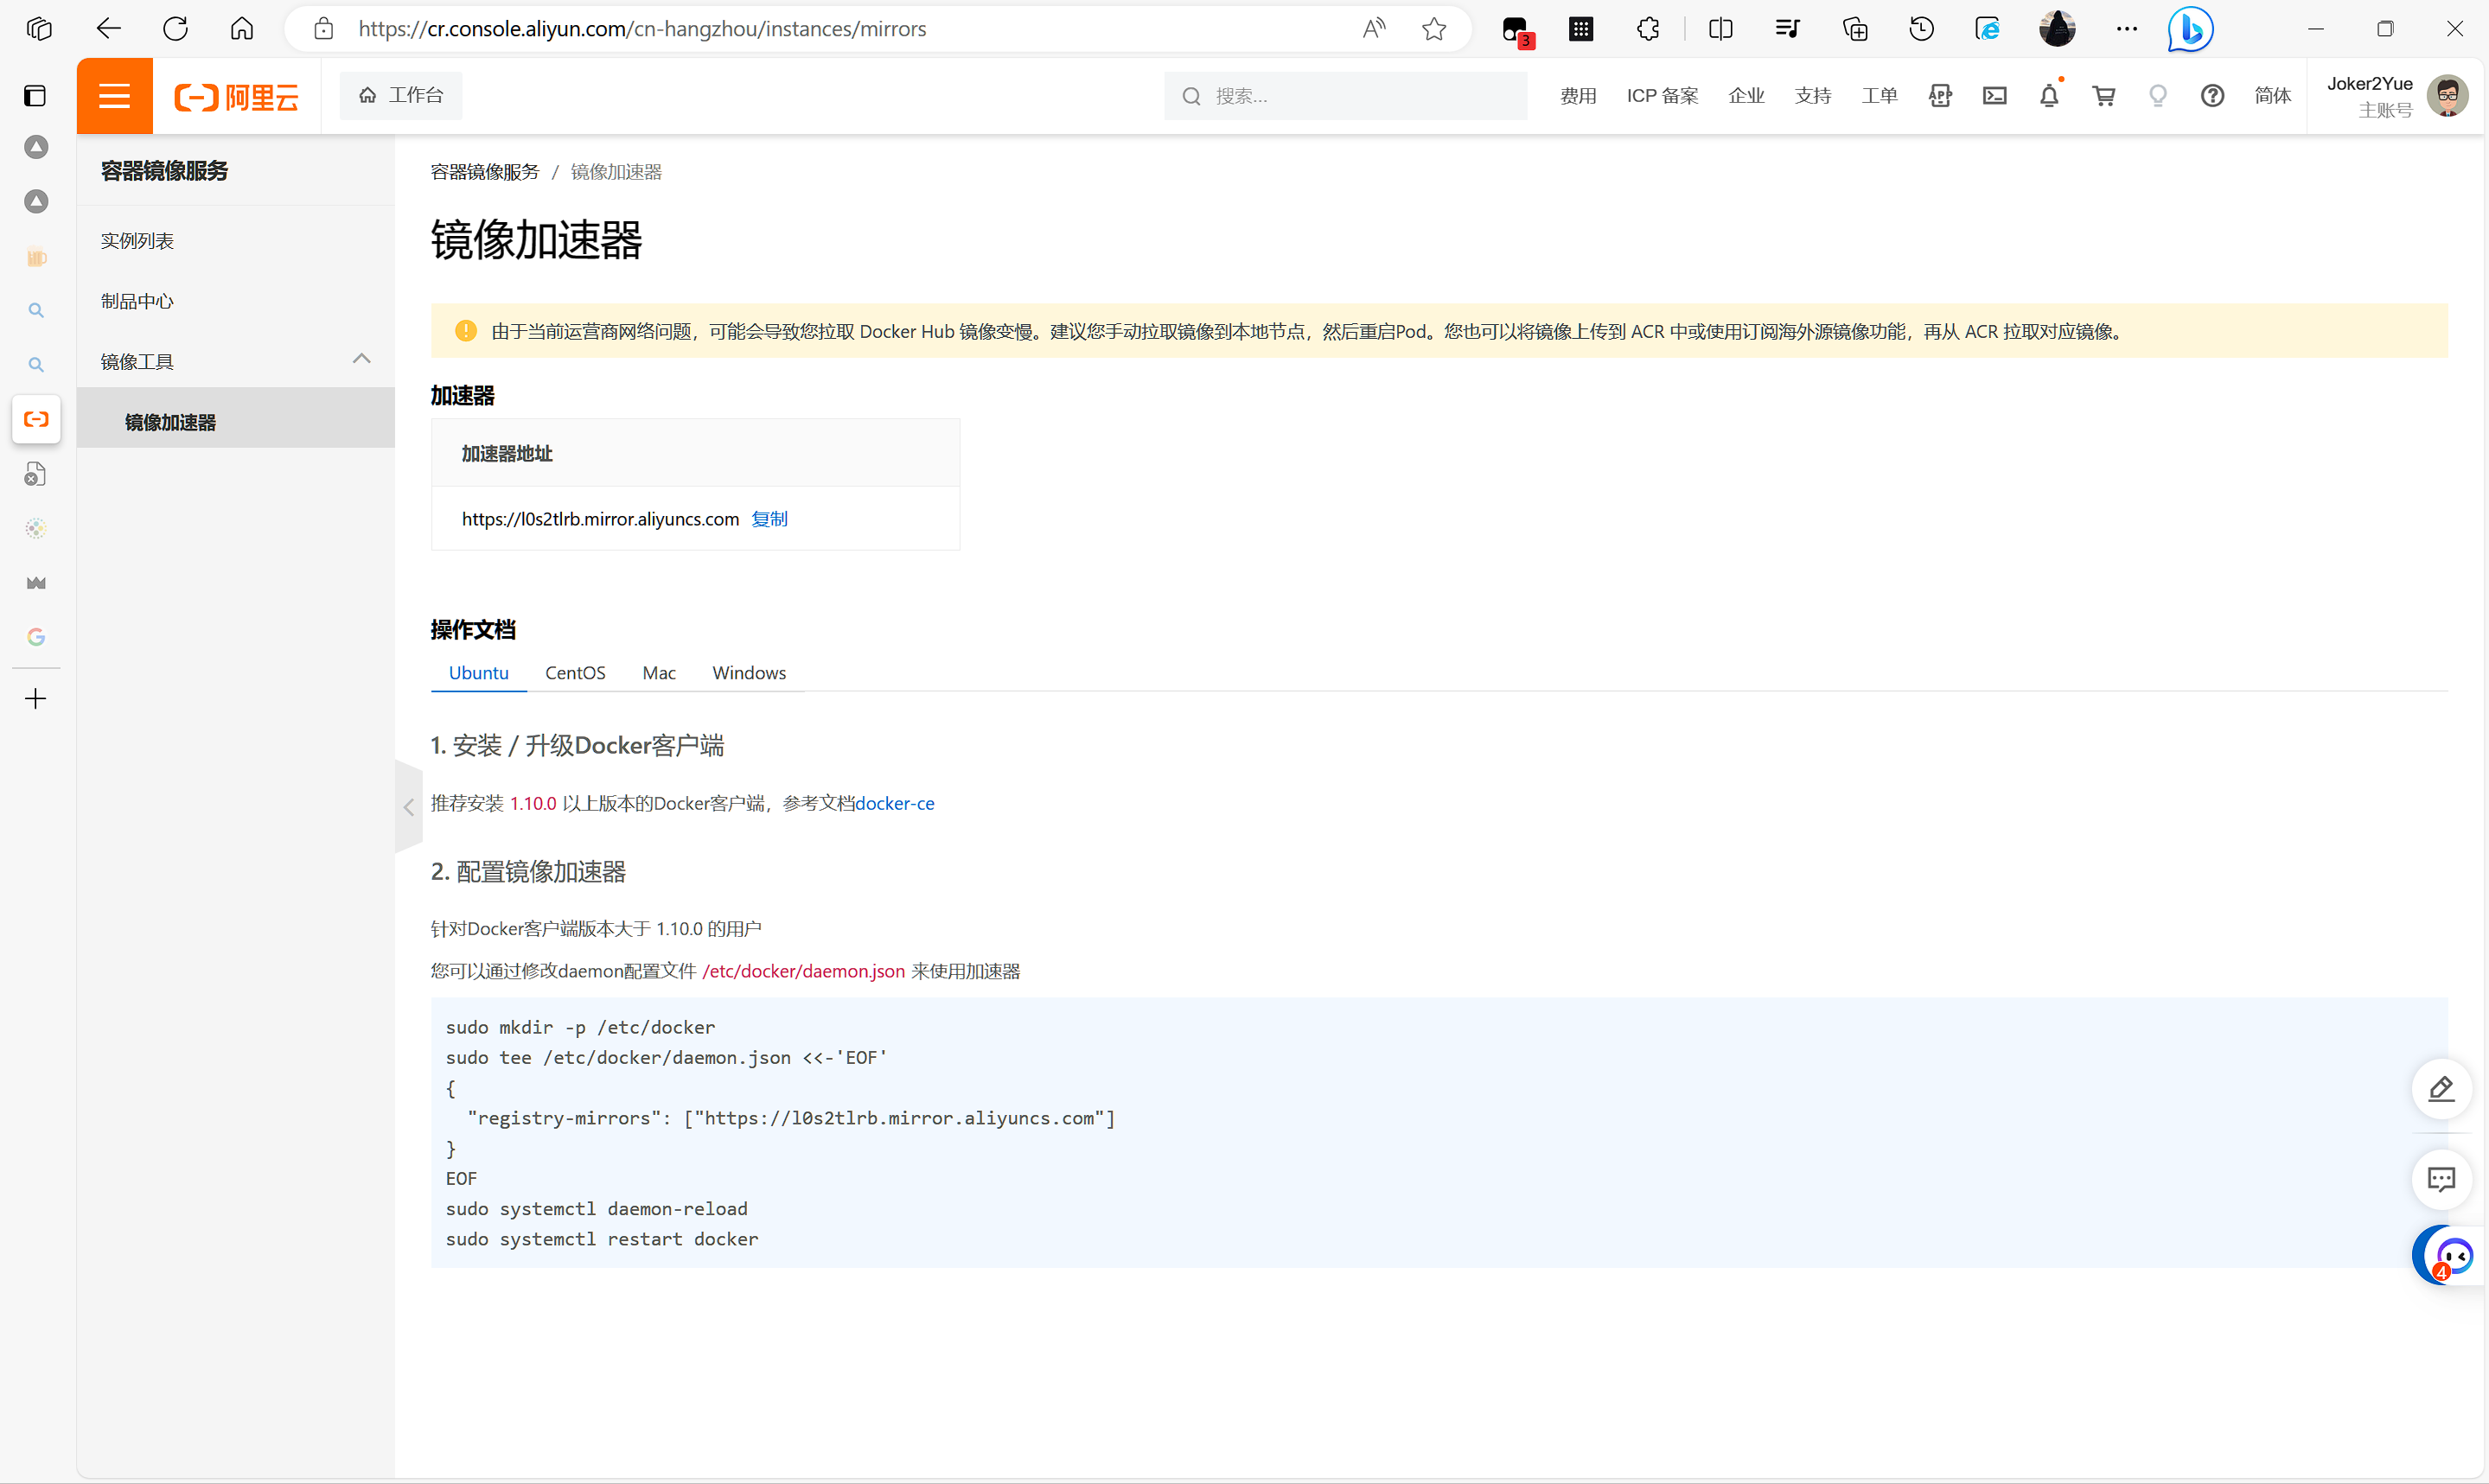 https://cr.console.aliyun.com/cn-hangzhou/instances/mirrors
3
阿里云
工作台
搜索...
费用
ICP 备案
企业
支持
工单
简体
Joker2Yue
主账号
容器镜像服务
实例列表
制品中心
镜像工具
镜像加速器
容器镜像服务 / 镜像加速器
镜像加速器
由于当前运营商网络问题，可能会导致您拉取 Docker Hub 镜像变慢。建议您手动拉取镜像到本地节点，然后重启Pod。您也可以将镜像上传到 ACR 中或使用订阅海外源镜像功能，再从 ACR 拉取对应镜像。
加速器
加速器地址
https://l0s2tlrb.mirror.aliyuncs.com 复制
操作文档
Ubuntu CentOS Mac Windows
1. 安装 / 升级Docker客户端
推荐安装 1.10.0 以上版本的Docker客户端，参考文档docker-ce
2. 配置镜像加速器
针对Docker客户端版本大于 1.10.0 的用户
您可以通过修改daemon配置文件 /etc/docker/daemon.json 来使用加速器
sudo mkdir -p /etc/docker
sudo tee /etc/docker/daemon.json <<-'EOF'
{
  "registry-mirrors": ["https://l0s2tlrb.mirror.aliyuncs.com"]
}
EOF
sudo systemctl daemon-reload
sudo systemctl restart docker
4